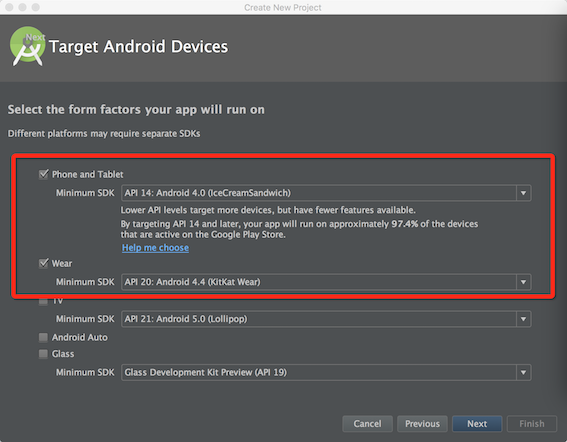 Create New Project
Next
Target Android Devices
Select the form factors your app will run on
Different platforms may require separate SDKs
Phone and Tablet
Minimum SDK API 14: Android 4.0 (IceCreamSandwich)
Lower API levels target more devices, but have fewer features available.
By targeting API 14 and later, your app will run on approximately 97.4% of the devices
that are active on the Google Play Store.
Help me choose
Wear
Minimum SDK API 20: Android 4.4 (KitKat Wear)
TV
Minimum SDK API 21: Android 5.0 (Lollipop)
Android Auto
Glass
Minimum SDK Glass Development Kit Preview (API 19)
Cancel Previous Next Finish